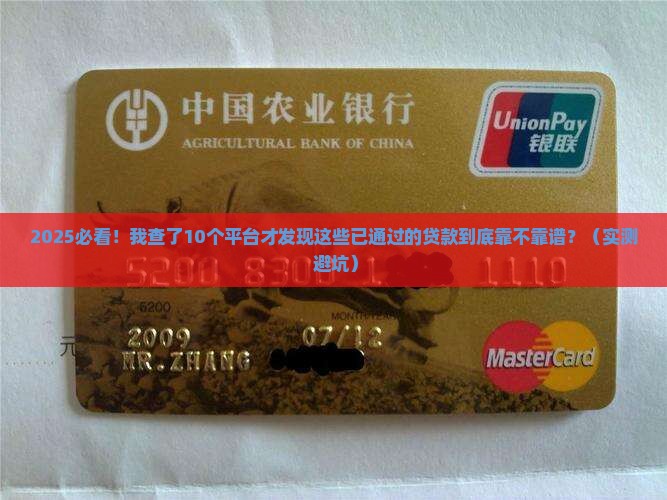 中国农业银行
AGRICULTURAL BANK OF CHINA
UnionPay
银联
2025必看！我查了10个平台才发现这些已通过的贷款到底靠不靠谱？（实测
避坑）
5200 8300 1 1110
5200
MONTH/YEAR
2009 07/12
MR.ZHANG
MasterCard
元